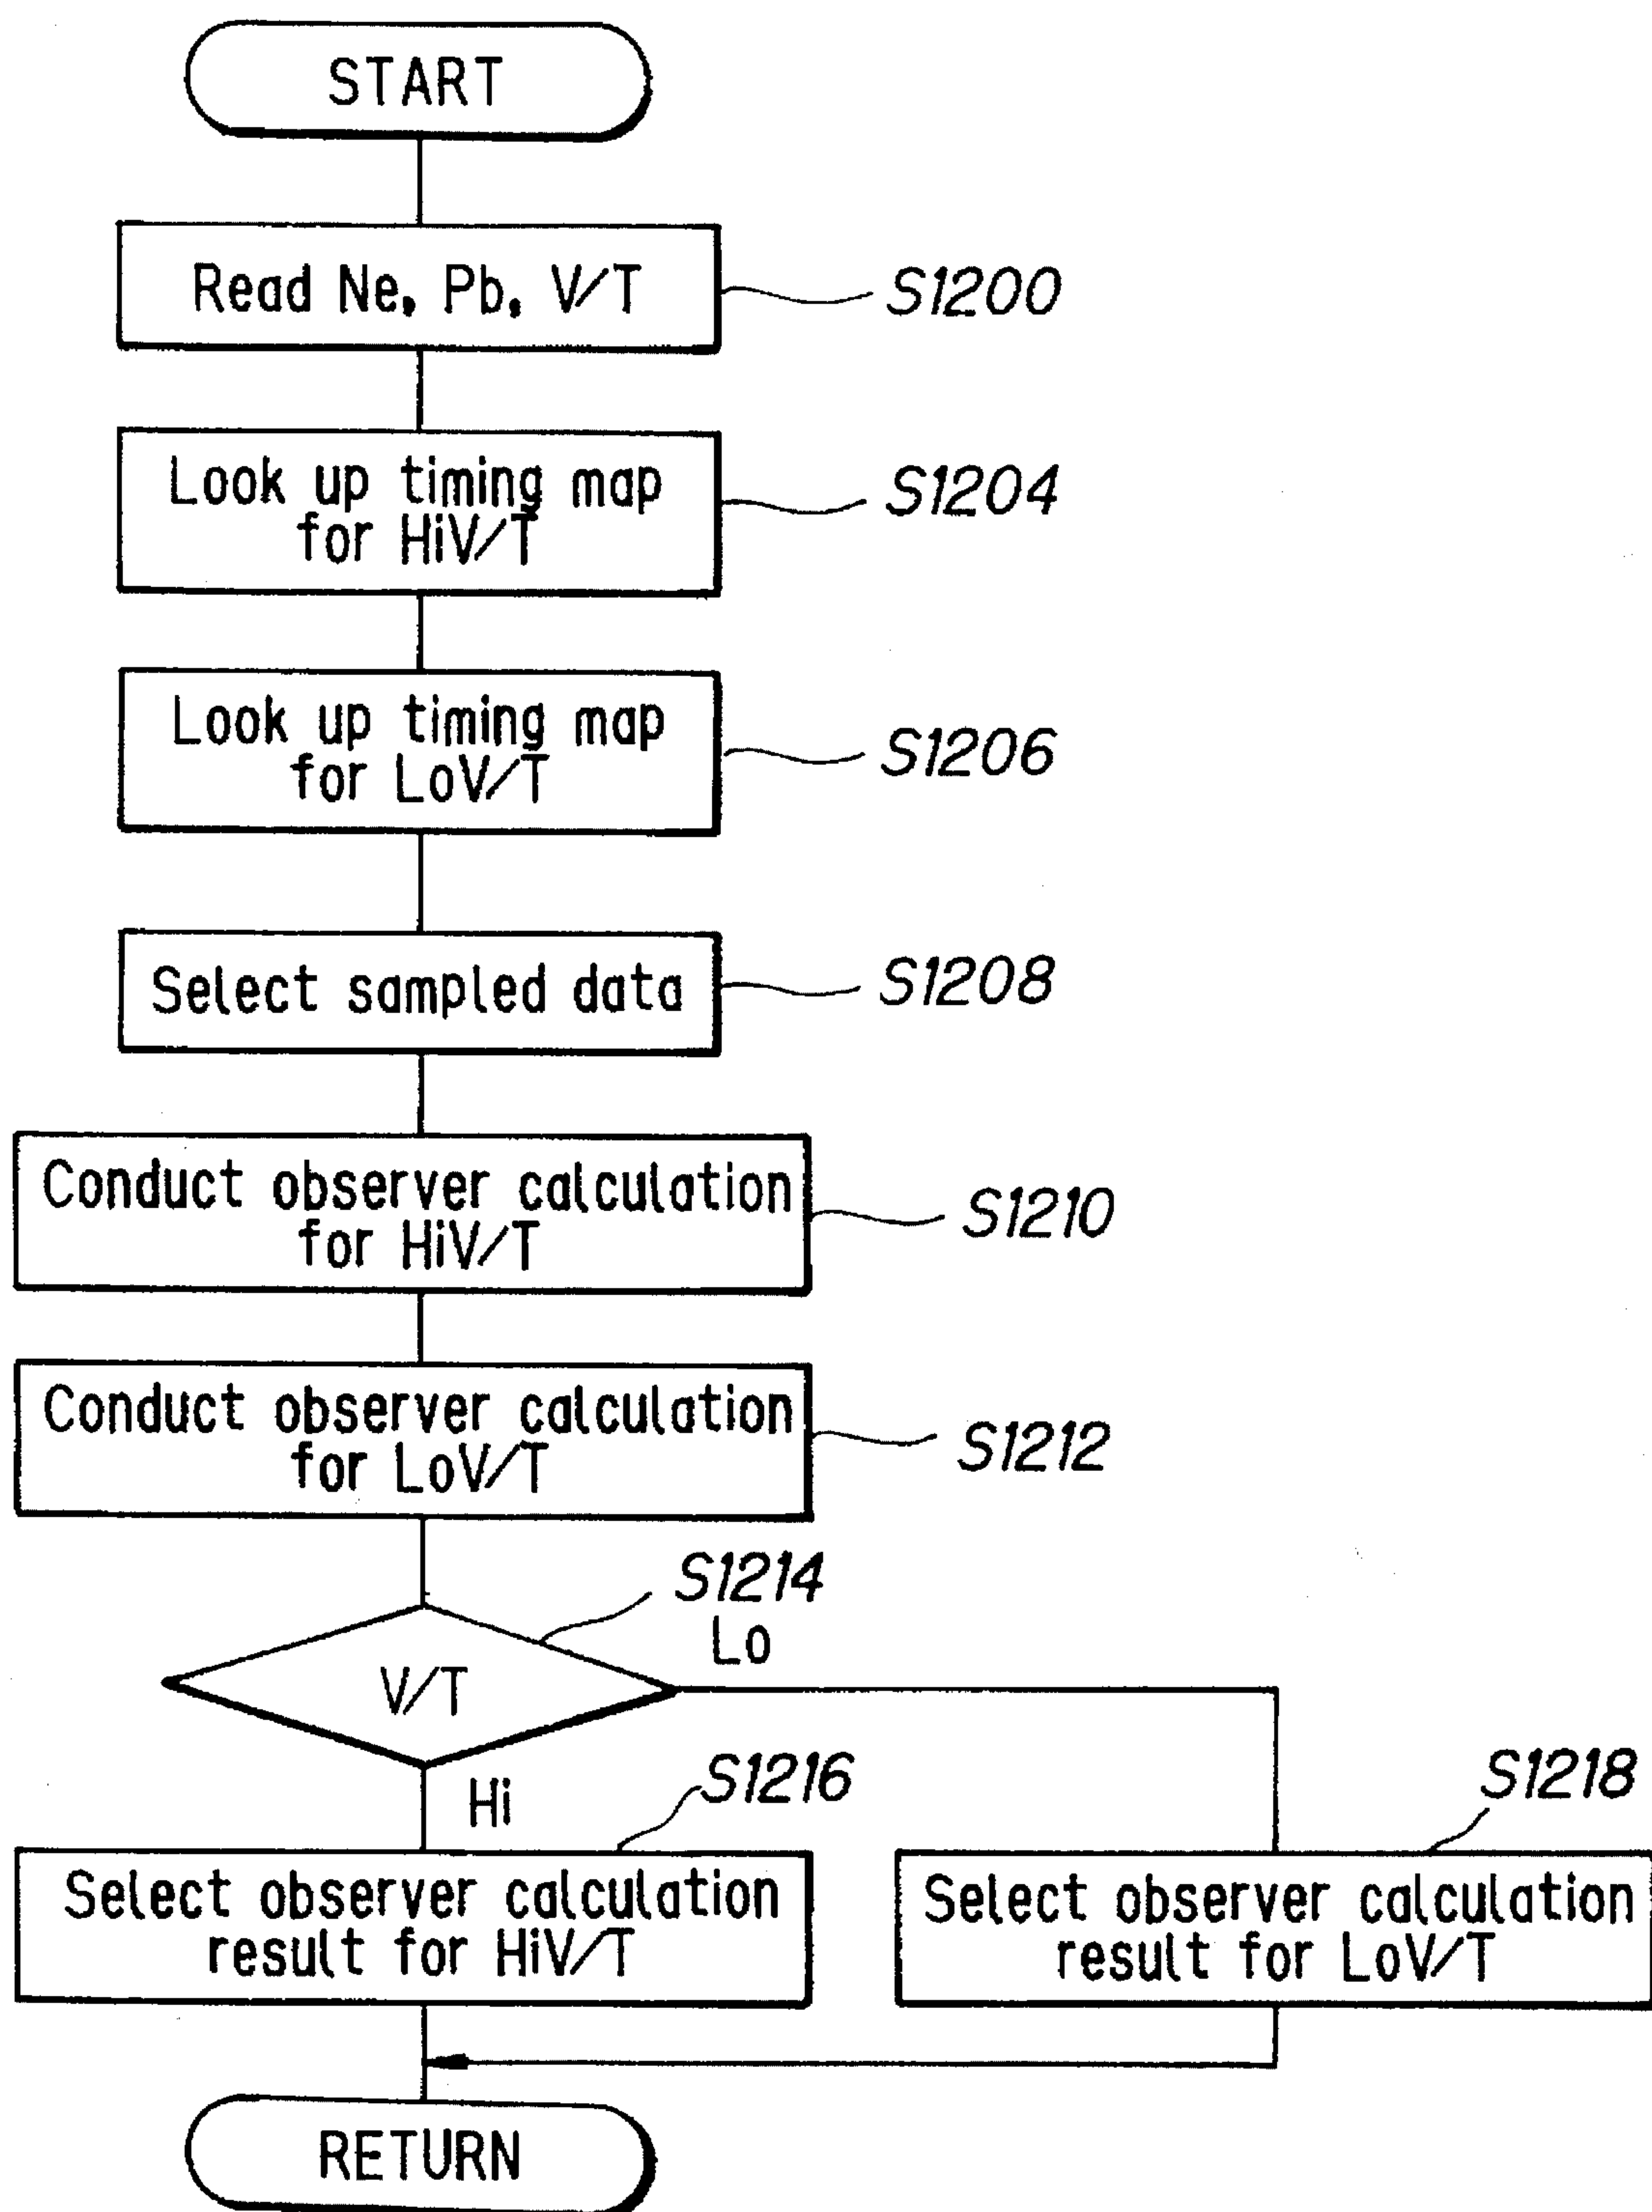 START
Read Ne, Pb, V/T
S1200
Look up timing map
for HiV/T
S1204
Look up timing map
for LoV/T
S1206
Select sampled data
S1208
Conduct observer calculation
for HiV/T
S1210
Conduct observer calculation
for LoV/T
S1212
S1214
Lo
V/T
Hi
S1216
S1218
Select observer calculation
result for HiV/T
Select observer calculation
result for LoV/T
RETURN